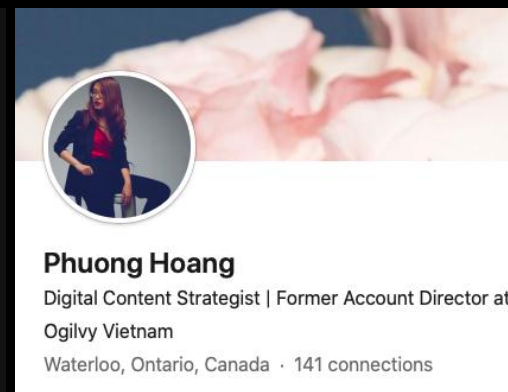 Phuong Hoang
Digital Content Strategist | Former Account Director at
Ogilvy Vietnam
Waterloo, Ontario, Canada · 141 connections